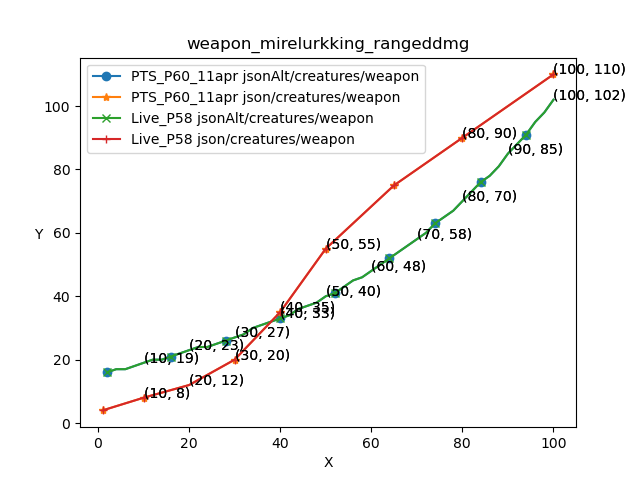 weapon_mirelurkking_rangeddmg
PTS_P60_11apr jsonAlt/creatures/weapon
PTS_P60_11apr json/creatures/weapon
Live_P58 jsonAlt/creatures/weapon
Live_P58 json/creatures/weapon
(100, 110)
(100, 102)
(80, 90)
(90, 85)
(80, 70)
(70, 58)
(50, 55)
(60, 48)
(50, 40)
(40, 35)
(40, 33)
(30, 27)
(20, 23)
(10, 19)
(30, 20)
(20, 12)
(10, 8)
Y
100
80
60
40
20
0
0 20 40 60 80 100
X